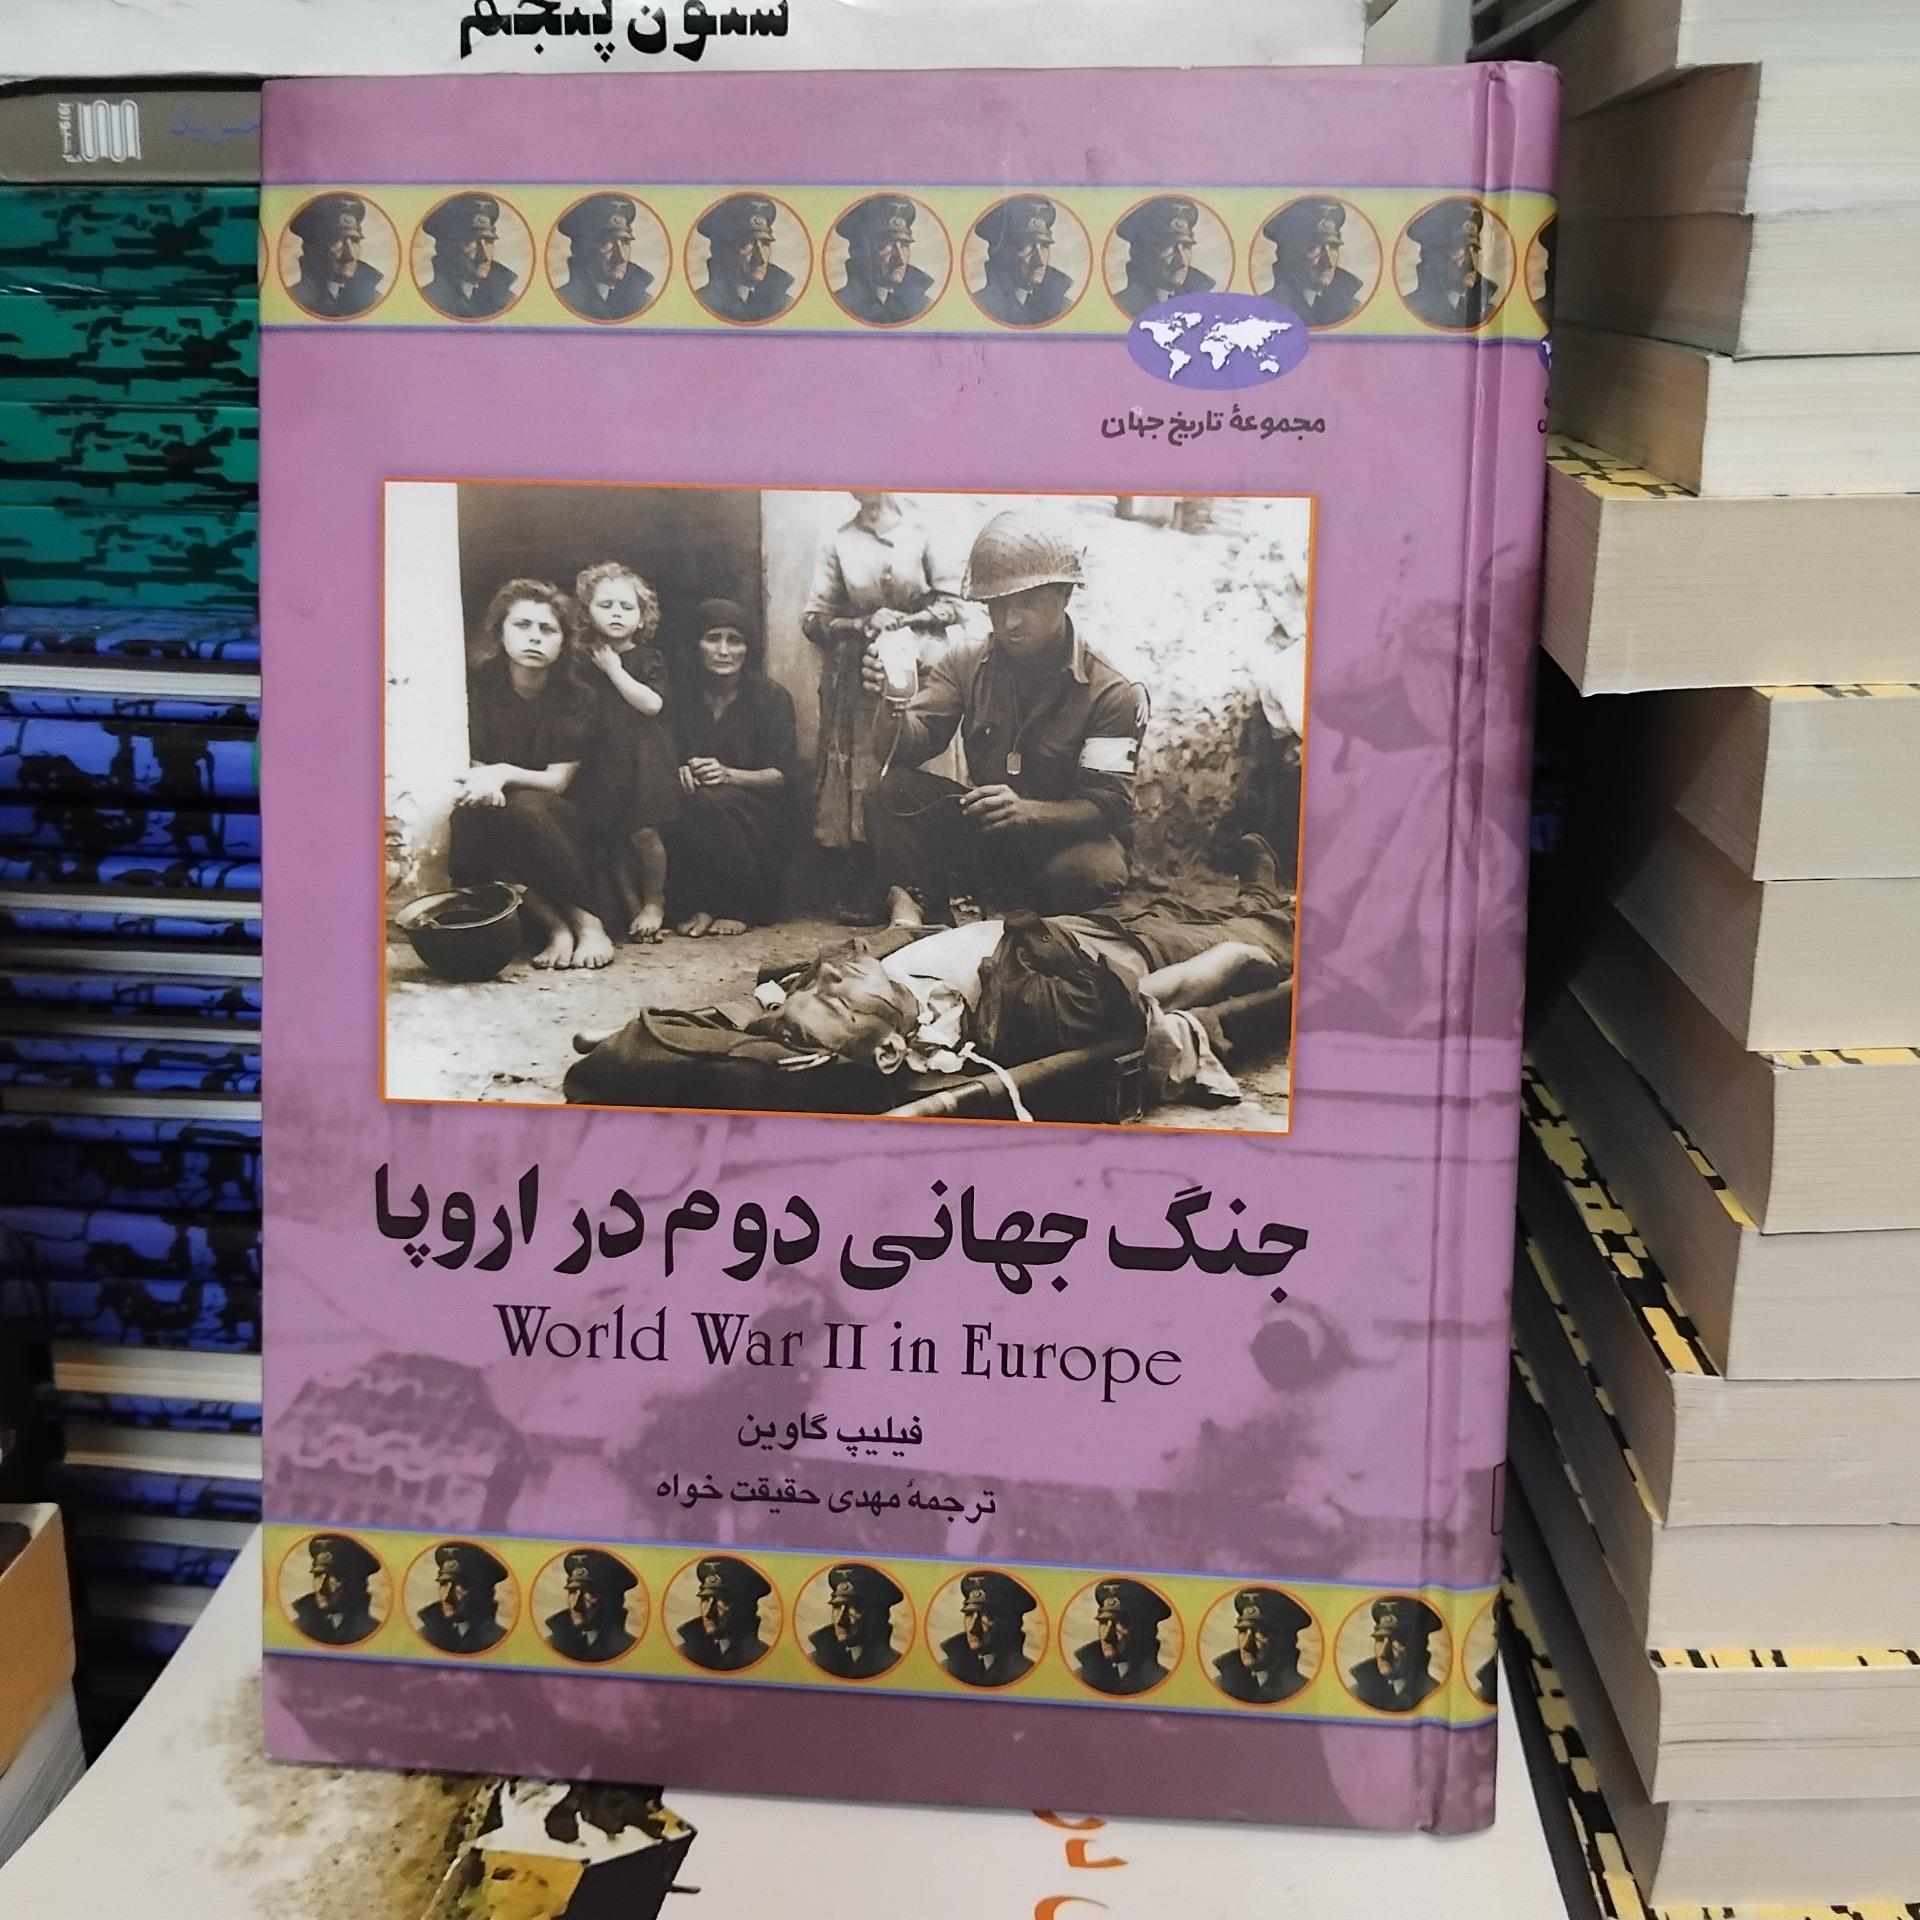 ستون پنجم
مجموعهٔ تاریخ جهان
جنگ جهانی دوم در اروپا
World War II in Europe
فیلیپ گاوین
ترجمهٔ مهدی حقیقت خواه